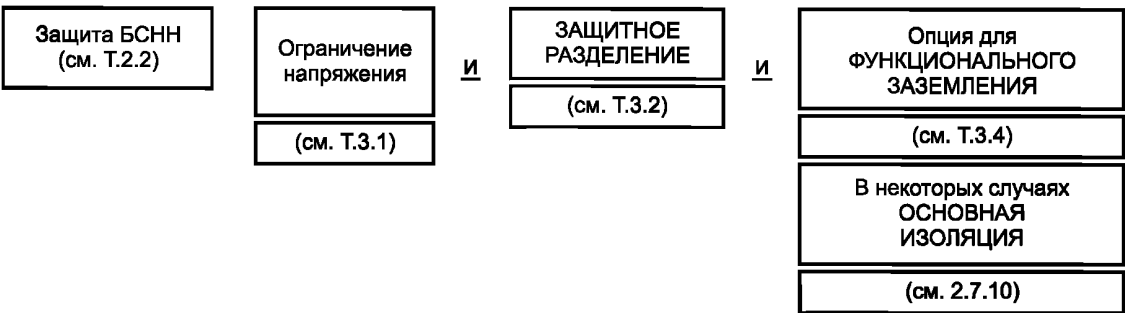 Защита БСНН
(см. Т.2.2)
Ограничение
напряжения
(см. Т.3.1)
и
ЗАЩИТНОЕ
РАЗДЕЛЕНИЕ
(см. Т.3.2)
и
Опция для
ФУНКЦИОНАЛЬНОГО
ЗАЗЕМЛЕНИЯ
(см. Т.3.4)
В некоторых случаях
ОСНОВНАЯ
ИЗОЛЯЦИЯ
(см. 2.7.10)